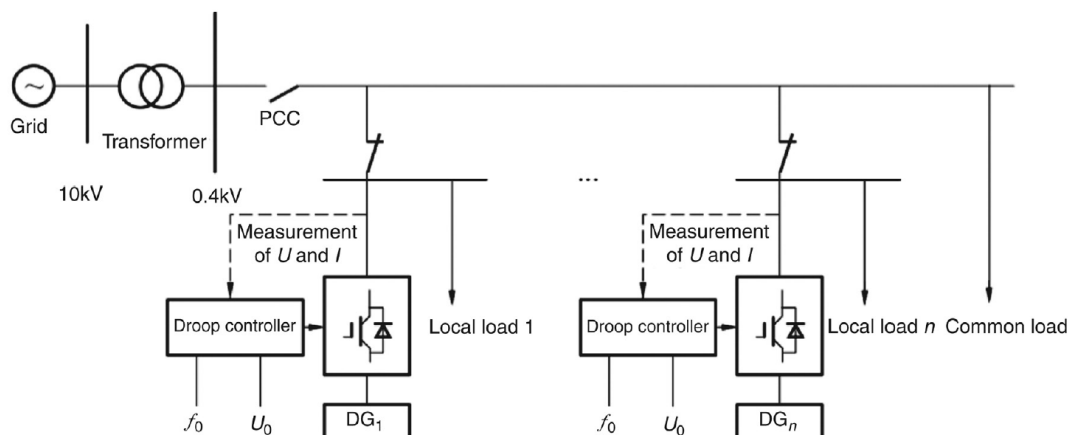 ~
Grid
Transformer
PCC
10kV
0.4kV
...
Measurement
of U and I
Measurement
of U and I
Droop controller
Local load 1
Droop controller
Local load n
Common load
f₀
U₀
DG₁
f₀
U₀
DGₙ